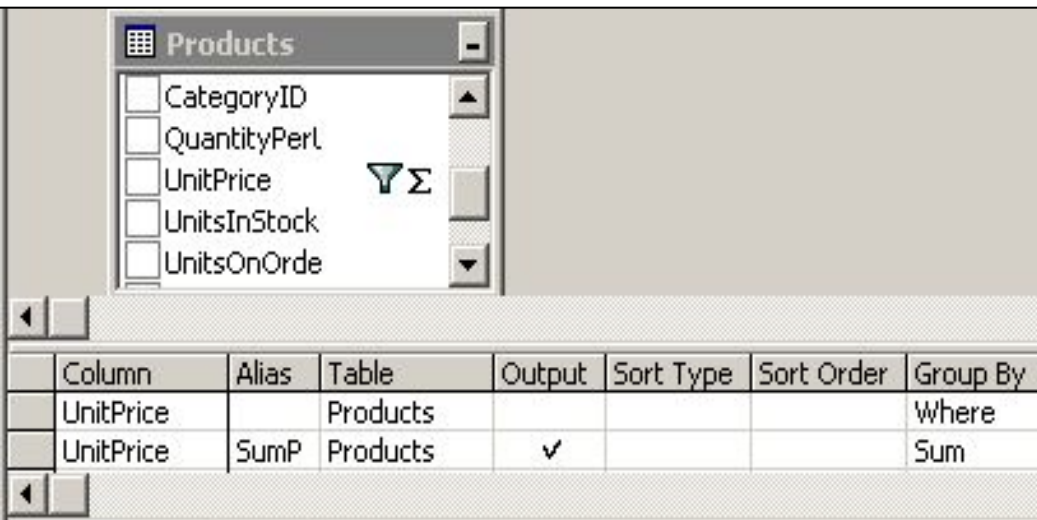 Products
CategoryID
QuantityPerU
UnitPrice Σ
UnitsInStock
UnitsOnOrde
Column Alias Table Output Sort Type Sort Order Group By
UnitPrice Products Where
UnitPrice SumP Products Sum